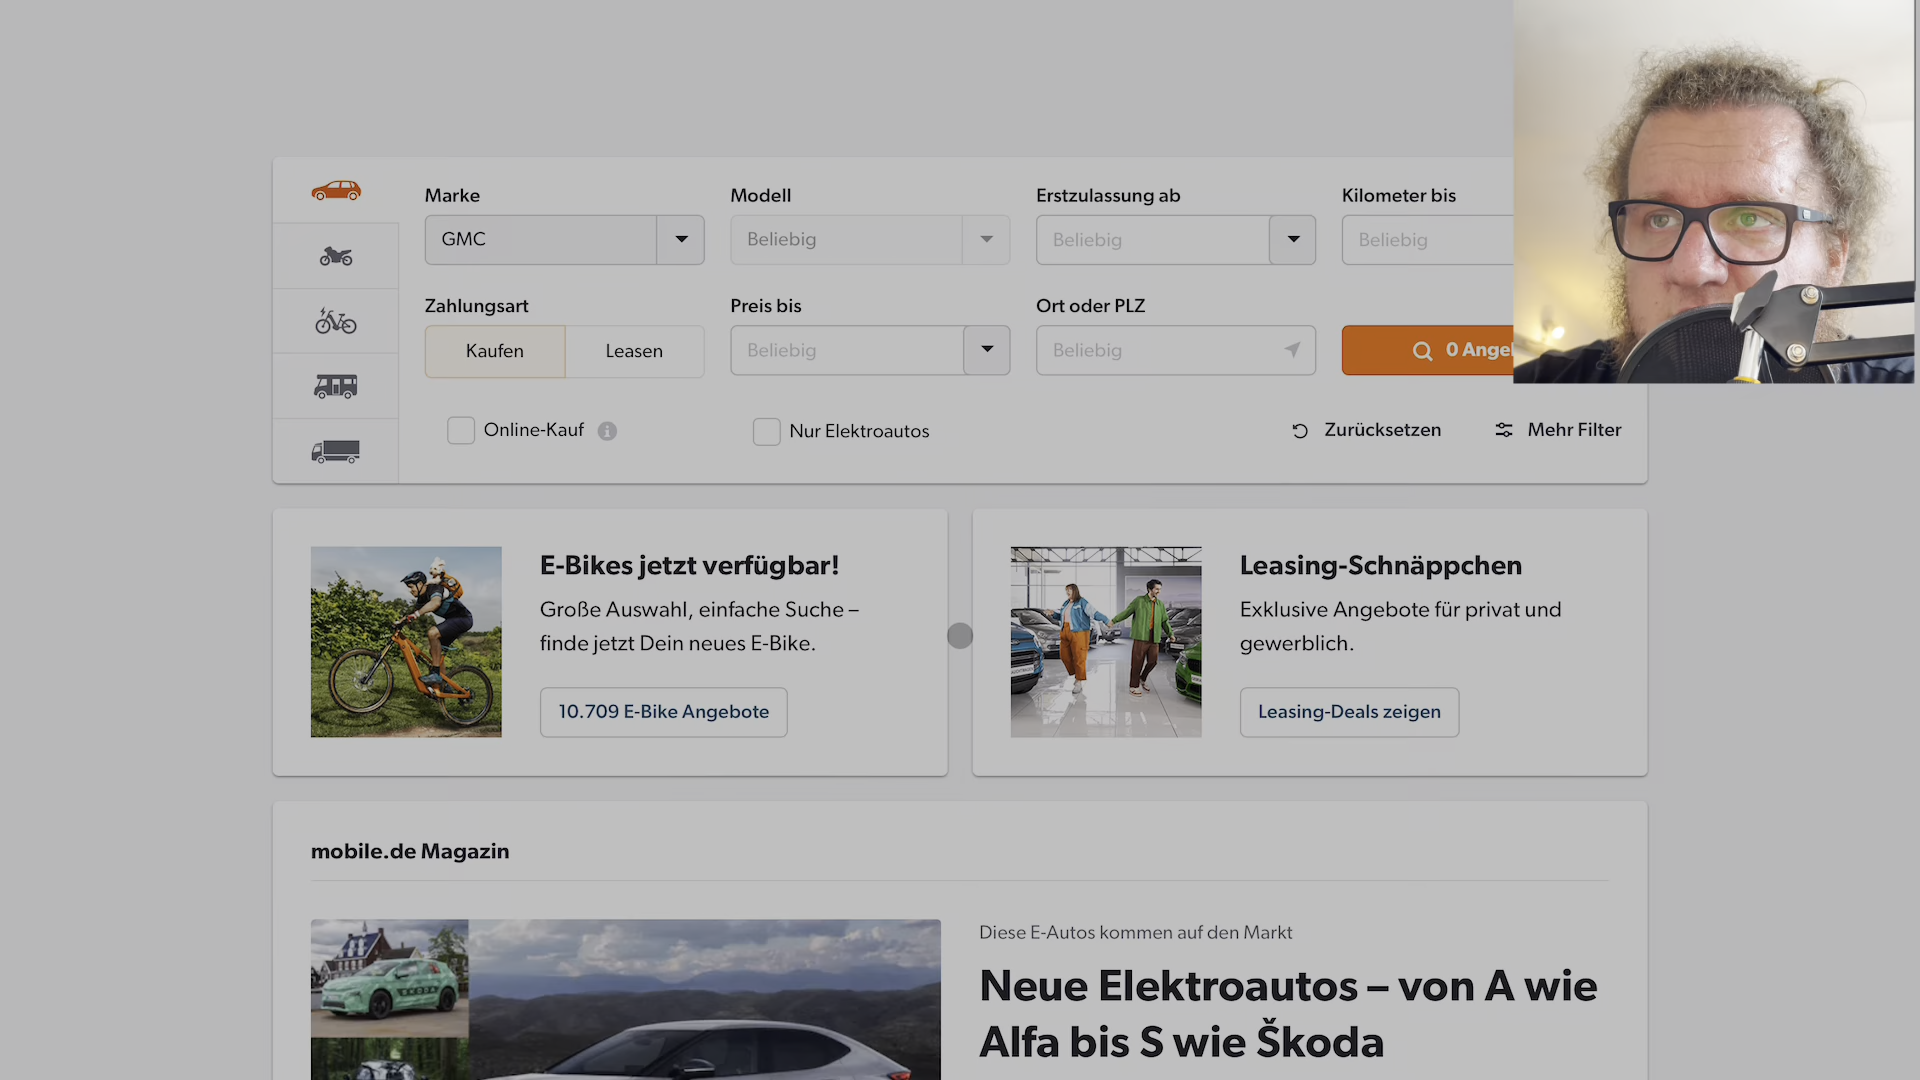 Marke
Modell
Erstzulassung ab
Kilometer bis
GMC
Beliebig
Beliebig
Beliebig
Zahlungsart
Preis bis
Ort oder PLZ
Kaufen
Leasen
Beliebig
Beliebig
0 Angel
Online-Kauf
Nur Elektroautos
Zurücksetzen
Mehr Filter
E-Bikes jetzt verfügbar!
Große Auswahl, einfache Suche –
finde jetzt Dein neues E-Bike.
10.709 E-Bike Angebote
Leasing-Schnäppchen
Exklusive Angebote für privat und
gewerblich.
Leasing-Deals zeigen
mobile.de Magazin
Diese E-Autos kommen auf den Markt
Neue Elektroautos – von A wie
Alfa bis S wie Škoda
SKODA